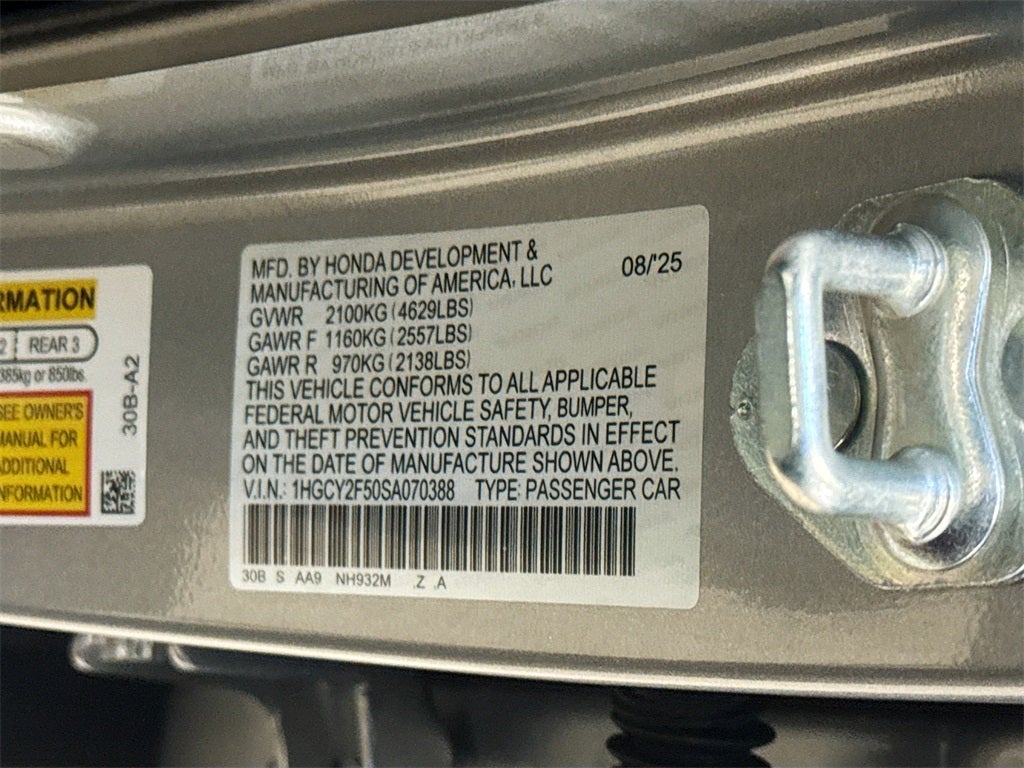 RMATION
2 REAR 3
385kg or 850lbs.
SEE OWNER'S
MANUAL FOR
ADDITIONAL
INFORMATION
30B-A2
MFD. BY HONDA DEVELOPMENT &
MANUFACTURING OF AMERICA, LLC
08/'25
GVWR 2100KG (4629LBS)
GAWR F 1160KG (2557LBS)
GAWR R 970KG (2138LBS)
THIS VEHICLE CONFORMS TO ALL APPLICABLE
FEDERAL MOTOR VEHICLE SAFETY, BUMPER,
AND THEFT PREVENTION STANDARDS IN EFFECT
ON THE DATE OF MANUFACTURE SHOWN ABOVE.
V.I.N.: 1HGCY2F50SA070388 TYPE: PASSENGER CAR
30B S AA9 NH932M .Z .A